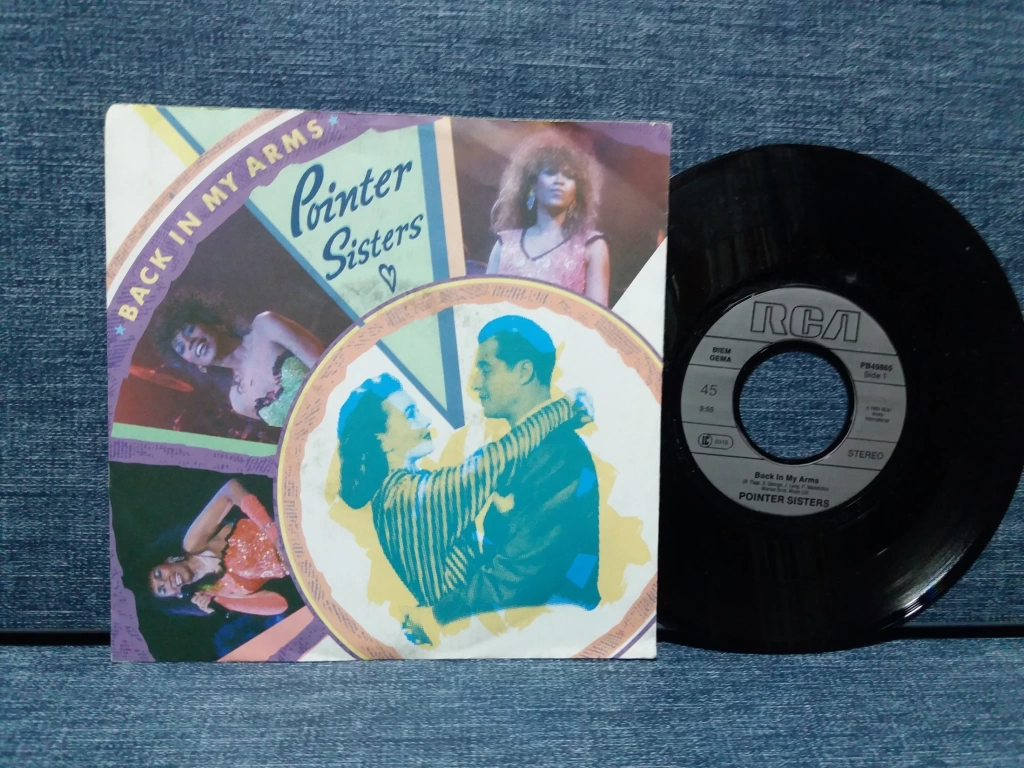 BACK IN MY ARMS
Pointer
Sisters
RCA
BIEM
GEMA
PB49865
Side 1
45
STEREO
Back In My Arms
POINTER SISTERS